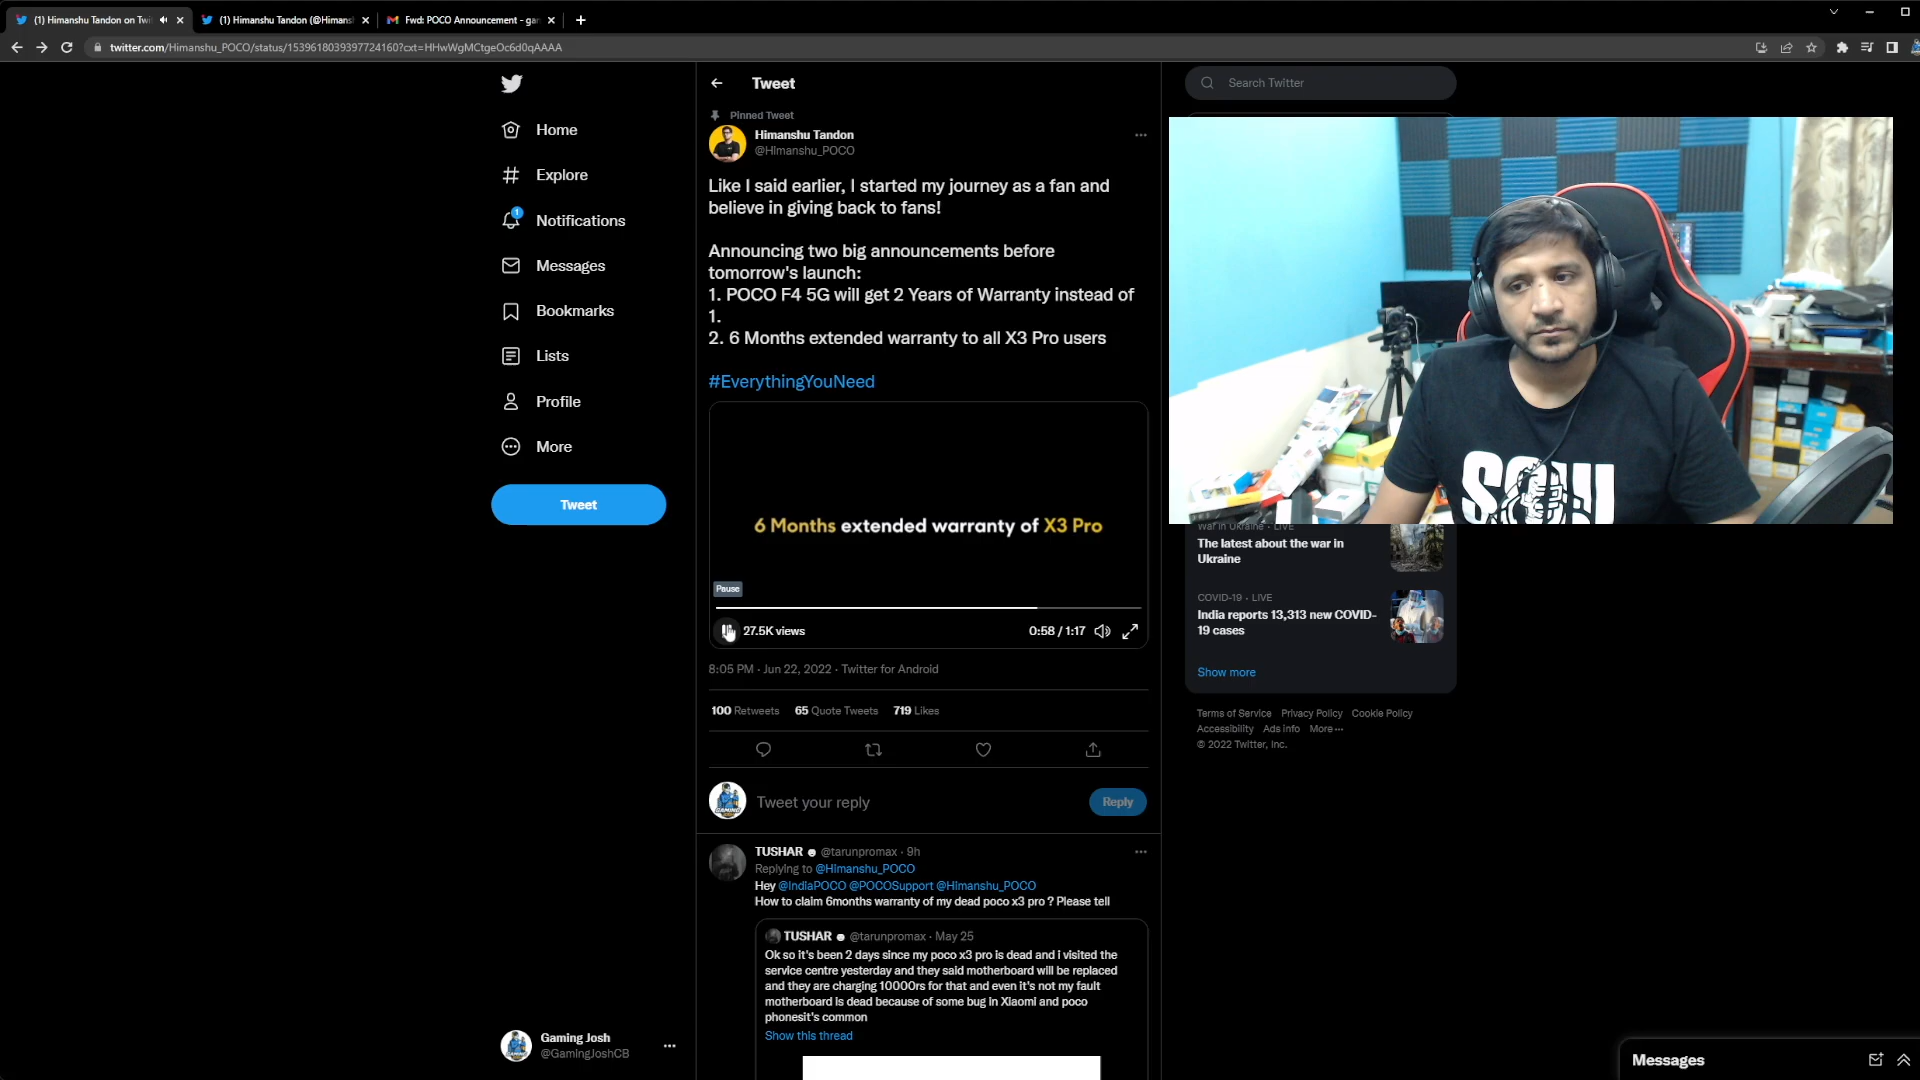 (1) Himanshu Tandon on Twi
(1) Himanshu Tandon (@Himans
Fwd: POCO Announcement - ga
twitter.com/Himanshu_POCO/status/1539618039397724160?cxt=HHwWgMCtgeOc6d0qAAAA
Home
Explore
1
Notifications
Messages
Bookmarks
Lists
Profile
More
Tweet
Gaming Josh
@GamingJoshCB
Tweet
Pinned Tweet
Himanshu Tandon
@Himanshu_POCO
Like I said earlier, I started my journey as a fan and
believe in giving back to fans!
Announcing two big announcements before
tomorrow's launch:
1. POCO F4 5G will get 2 Years of Warranty instead of
1.
2. 6 Months extended warranty to all X3 Pro users
#EverythingYouNeed
6 Months extended warranty of X3 Pro
Pause
27.5K views
0:58 / 1:17
8:05 PM · Jun 22, 2022 · Twitter for Android
100 Retweets 65 Quote Tweets 719 Likes
Tweet your reply
Reply
TUSHAR @tarunpromax · 9h
Replying to @Himanshu_POCO
Hey @IndiaPOCO @POCOSupport @Himanshu_POCO
How to claim 6months warranty of my dead poco x3 pro ? Please tell
TUSHAR @tarunpromax · May 25
Ok so it's been 2 days since my poco x3 pro is dead and i visited the
service centre yesterday and they said motherboard will be replaced
and they are charging 10000rs for that and even it's not my fault
motherboard is dead because of some bug in Xiaomi and poco
phonesit's common
Show this thread
Search Twitter
War in Ukraine · LIVE
The latest about the war in
Ukraine
COVID-19 · LIVE
India reports 13,313 new COVID-
19 cases
Show more
Terms of Service Privacy Policy Cookie Policy
Accessibility Ads info More ···
© 2022 Twitter, Inc.
Messages